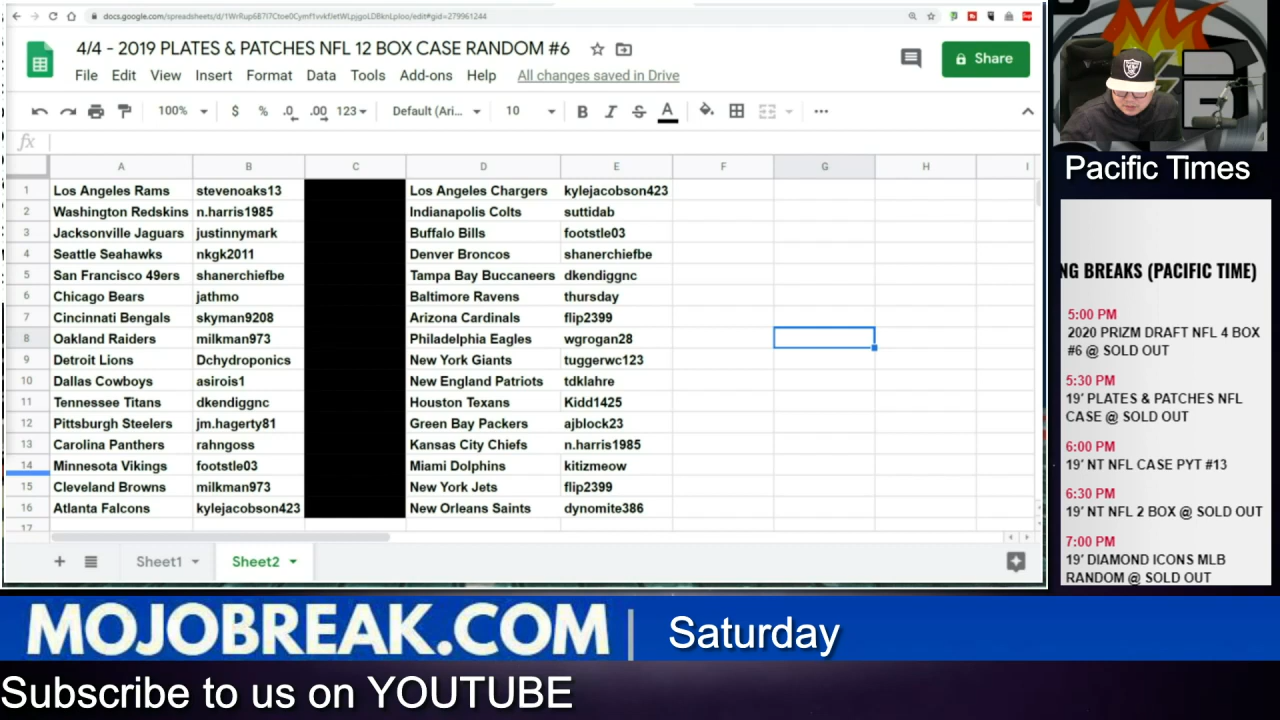 docs.google.com/spreadsheets/d/1WrRup6B7I7Ctoe0Cymf1vvkfJetWLpjgoLDBknLploo/edit#gid=279961244
4/4 - 2019 PLATES & PATCHES NFL 12 BOX CASE RANDOM #6
Share
File Edit View Insert Format Data Tools Add-ons Help All changes saved in Drive
100% $ % .0 .00 123 Default (Ari... 10 B I S A
fx
A B C D E F G H I
1 Los Angeles Rams stevenoaks13 Los Angeles Chargers kylejacobson423
2 Washington Redskins n.harris1985 Indianapolis Colts suttidab
3 Jacksonville Jaguars justinnymark Buffalo Bills footstle03
4 Seattle Seahawks nkgk2011 Denver Broncos shanerchiefbe
5 San Francisco 49ers shanerchiefbe Tampa Bay Buccaneers dkendiggnc
6 Chicago Bears jathmo Baltimore Ravens thursday
7 Cincinnati Bengals skyman9208 Arizona Cardinals flip2399
8 Oakland Raiders milkman973 Philadelphia Eagles wgrogan28
9 Detroit Lions Dchydroponics New York Giants tuggerwc123
10 Dallas Cowboys asirois1 New England Patriots tdklahre
11 Tennessee Titans dkendiggnc Houston Texans Kidd1425
12 Pittsburgh Steelers jm.hagerty81 Green Bay Packers ajblock23
13 Carolina Panthers rahngoss Kansas City Chiefs n.harris1985
14 Minnesota Vikings footstle03 Miami Dolphins kitizmeow
15 Cleveland Browns milkman973 New York Jets flip2399
16 Atlanta Falcons kylejacobson423 New Orleans Saints dynomite386
17
Sheet1 Sheet2
Pacific Times
NG BREAKS (PACIFIC TIME)
5:00 PM
2020 PRIZM DRAFT NFL 4 BOX
#6 @ SOLD OUT
5:30 PM
19' PLATES & PATCHES NFL
CASE @ SOLD OUT
6:00 PM
19' NT NFL CASE PYT #13
6:30 PM
19' NT NFL 2 BOX @ SOLD OUT
7:00 PM
19' DIAMOND ICONS MLB
RANDOM @ SOLD OUT
MOJOBREAK.COM | Saturday
Subscribe to us on YOUTUBE